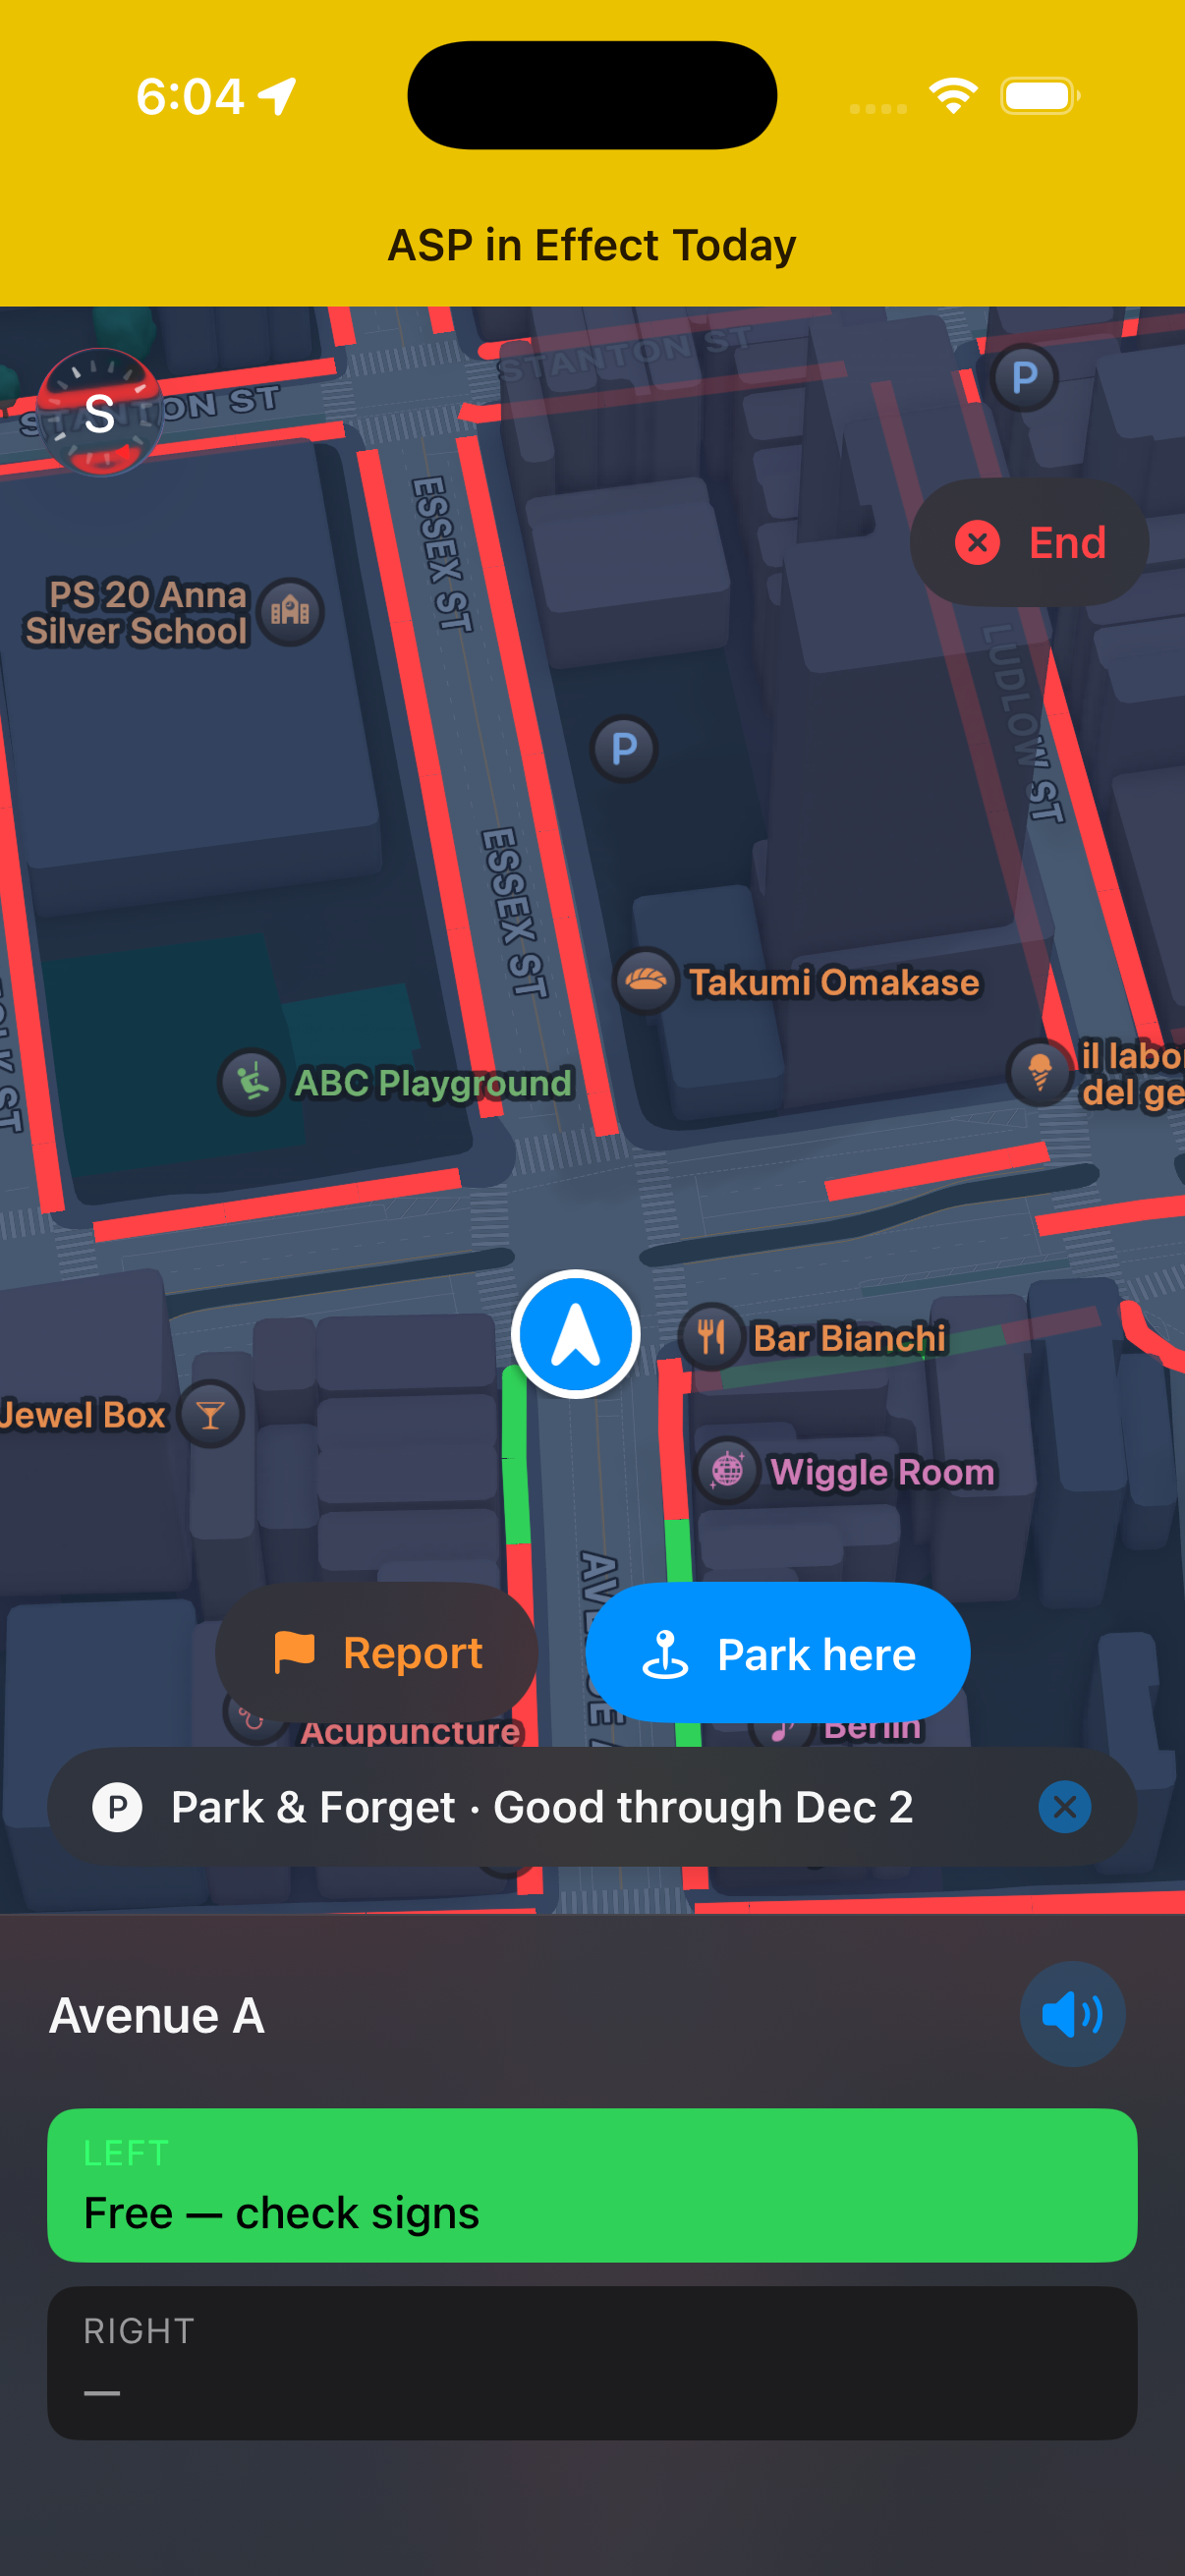 6:04
ASP in Effect Today
STANTON ST
STANTON ST
S
P
End
ESSEX ST
PS 20 Anna
Silver School
LUDLOW ST
P
ESSEX ST
Takumi Omakase
il labo
del ge
ABC Playground
Bar Bianchi
Jewel Box
Wiggle Room
Report
Park here
Acupuncture
Berlin
P Park & Forget · Good through Dec 2
Avenue A
LEFT
Free — check signs
RIGHT
—